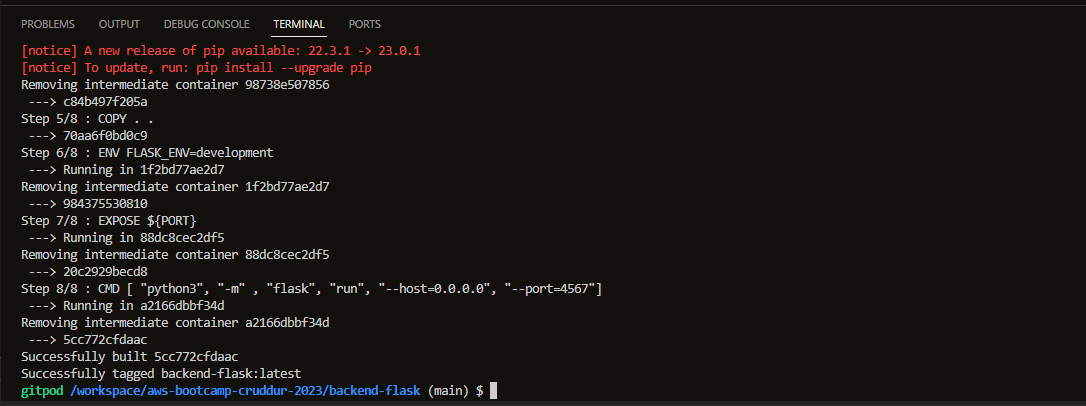 PROBLEMS OUTPUT DEBUG CONSOLE TERMINAL PORTS
[notice] A new release of pip available: 22.3.1 -> 23.0.1
[notice] To update, run: pip install --upgrade pip
Removing intermediate container 98738e507856
---> c84b497f205a
Step 5/8 : COPY . .
---> 70aa6f0bd0c9
Step 6/8 : ENV FLASK_ENV=development
---> Running in 1f2bd77ae2d7
Removing intermediate container 1f2bd77ae2d7
---> 984375530810
Step 7/8 : EXPOSE ${PORT}
---> Running in 88dc8cec2df5
Removing intermediate container 88dc8cec2df5
---> 20c2929becd8
Step 8/8 : CMD [ "python3", "-m" , "flask", "run", "--host=0.0.0.0", "--port=4567"]
---> Running in a2166dbbf34d
Removing intermediate container a2166dbbf34d
---> 5cc772cfdaac
Successfully built 5cc772cfdaac
Successfully tagged backend-flask:latest
gitpod /workspace/aws-bootcamp-cruddur-2023/backend-flask (main) $